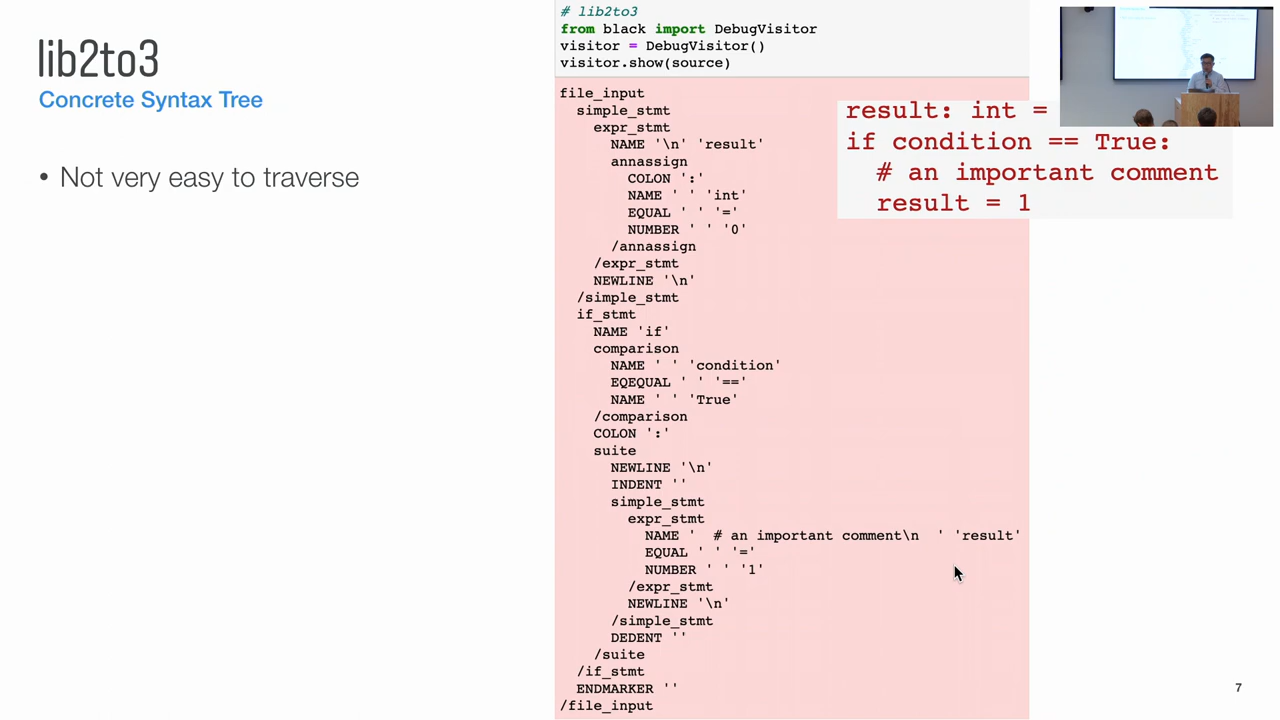 lib2to3
Concrete Syntax Tree
• Not very easy to traverse
# lib2to3
from black import DebugVisitor
visitor = DebugVisitor()
visitor.show(source)
file_input
  simple_stmt
    expr_stmt
      NAME '\n' 'result'
      annassign
        COLON ':'
        NAME ' ' 'int'
        EQUAL ' ' '='
        NUMBER ' ' '0'
      /annassign
    /expr_stmt
    NEWLINE '\n'
  /simple_stmt
  if_stmt
    NAME 'if'
    comparison
      NAME ' ' 'condition'
      EQEQUAL ' ' '=='
      NAME ' ' 'True'
    /comparison
    COLON ':'
    suite
      NEWLINE '\n'
      INDENT ''
      simple_stmt
        expr_stmt
          NAME '  # an important comment\n  ' 'result'
          EQUAL ' ' '='
          NUMBER ' ' '1'
        /expr_stmt
        NEWLINE '\n'
      /simple_stmt
      DEDENT ''
    /suite
  /if_stmt
  ENDMARKER ''
/file_input
result: int =
if condition == True:
  # an important comment
  result = 1
7